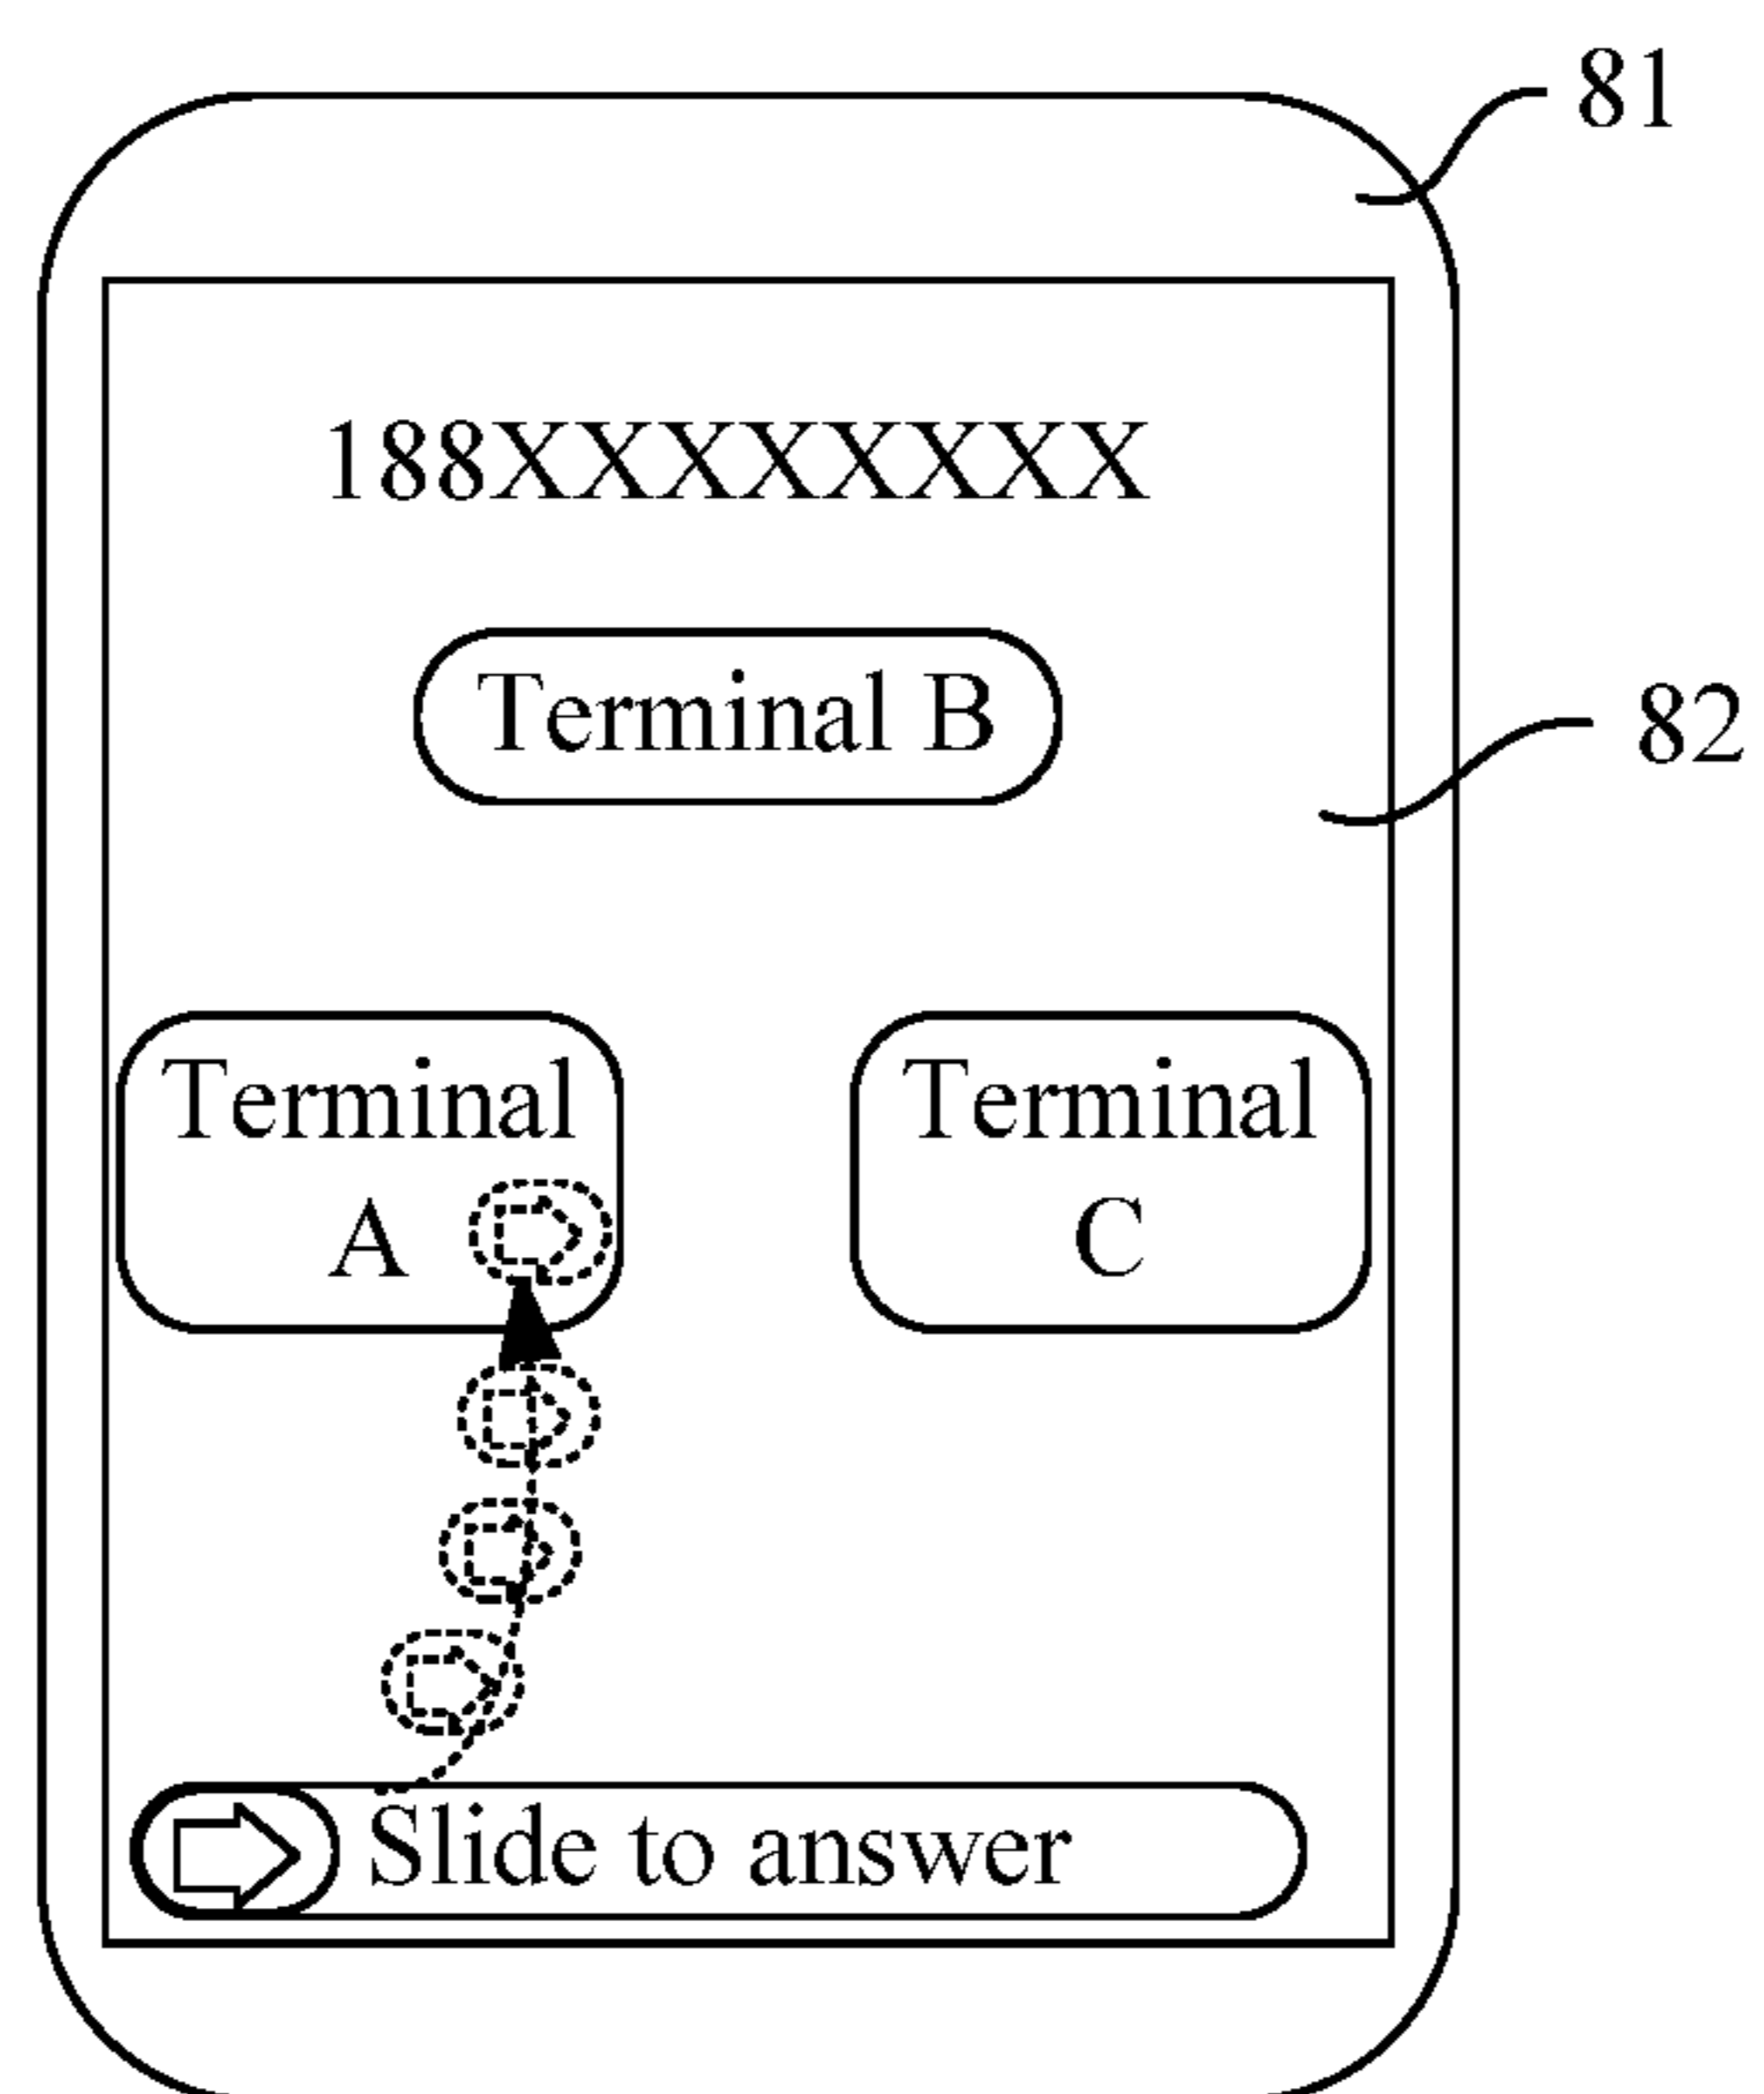 81
188XXXXXXXX
Terminal B
82
Terminal
A
Terminal
C
Slide to answer